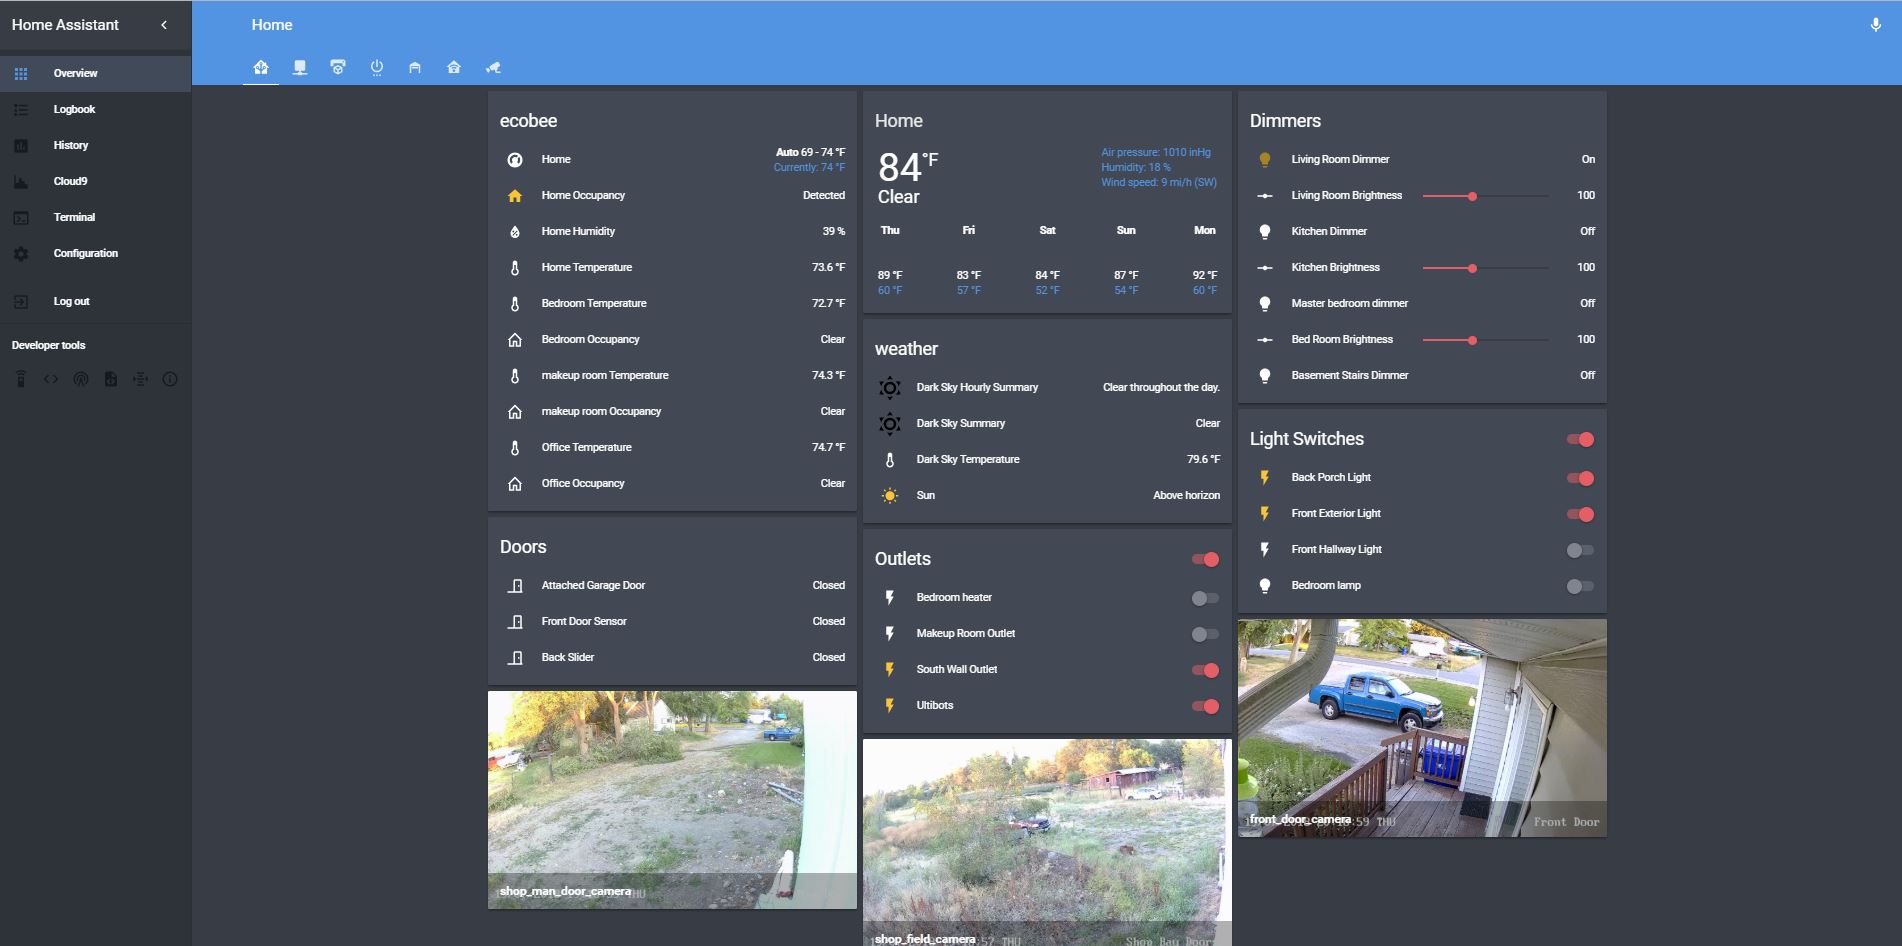 Home Assistant
Home
Overview
Logbook
History
Cloud9
Terminal
Configuration
Log out
Developer tools
ecobee
Home
Auto 69 - 74 °F
Currently: 74 °F
Home Occupancy Detected
Home Humidity 39 %
Home Temperature 73.6 °F
Bedroom Temperature 72.7 °F
Bedroom Occupancy Clear
makeup room Temperature 74.3 °F
makeup room Occupancy Clear
Office Temperature 74.7 °F
Office Occupancy Clear
Doors
Attached Garage Door Closed
Front Door Sensor Closed
Back Slider Closed
shop_man_door_camera
THU
Home
84 °F
Clear
Air pressure: 1010 inHg
Humidity: 18 %
Wind speed: 9 mi/h (SW)
Thu Fri Sat Sun Mon
89 °F 83 °F 84 °F 87 °F 92 °F
60 °F 57 °F 52 °F 54 °F 60 °F
weather
Dark Sky Hourly Summary Clear throughout the day.
Dark Sky Summary Clear
Dark Sky Temperature 79.6 °F
Sun Above horizon
Outlets
Bedroom heater
Makeup Room Outlet
South Wall Outlet
Ultibots
shop_field_camera
:57 THU
Shop Bay Doors
Dimmers
Living Room Dimmer On
Living Room Brightness 100
Kitchen Dimmer Off
Kitchen Brightness 100
Master bedroom dimmer Off
Bed Room Brightness 100
Basement Stairs Dimmer Off
Light Switches
Back Porch Light
Front Exterior Light
Front Hallway Light
Bedroom lamp
front_door_camera
:59 THU
Front Door